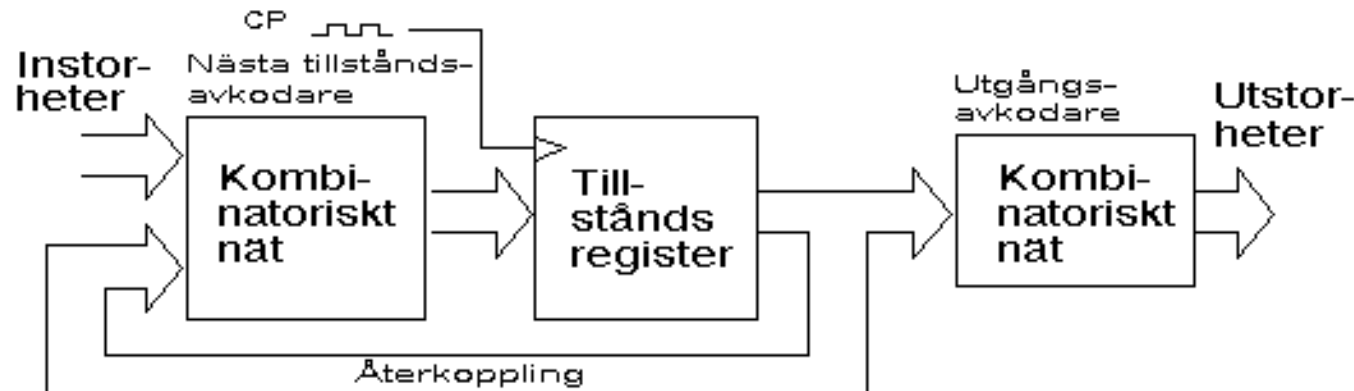 CP
Instor-
heter
Nästa tillstånds-
avkodare
Utgångs-
avkodare
Utstor-
heter
Kombi-
natoriskt
nät
Till-
stånds
register
Kombi-
natoriskt
nät
Återkoppling